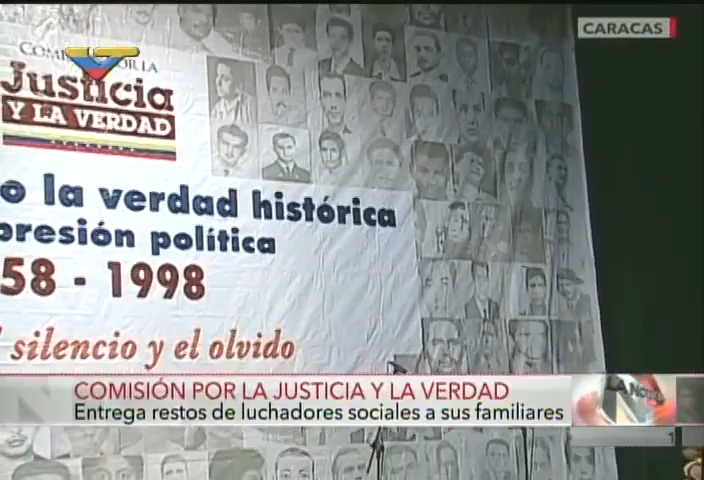 CARACAS
Justicia
Y LA VERDAD
o la verdad histórica
presión política
58 - 1998
silencio y el olvido
COMISIÓN POR LA JUSTICIA Y LA VERDAD
Entrega restos de luchadores sociales a sus familiares